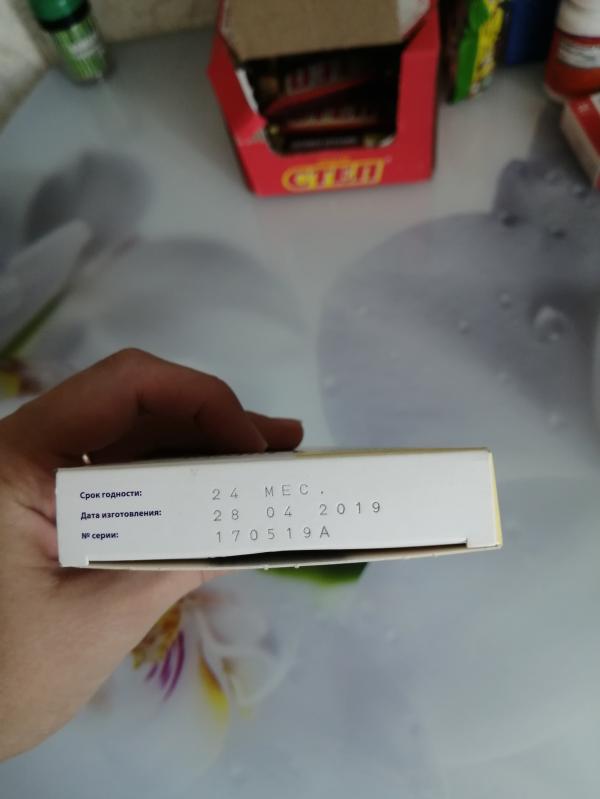 СТЕП
Срок годности: 24 МЕС.
Дата изготовления: 28 04 2019
№ серии: 170519А